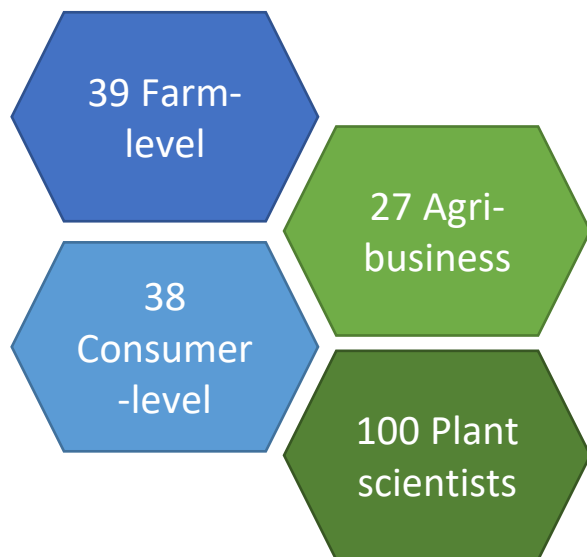 39 Farm-
level
27 Agri-
business
38
Consumer
-level
100 Plant
scientists